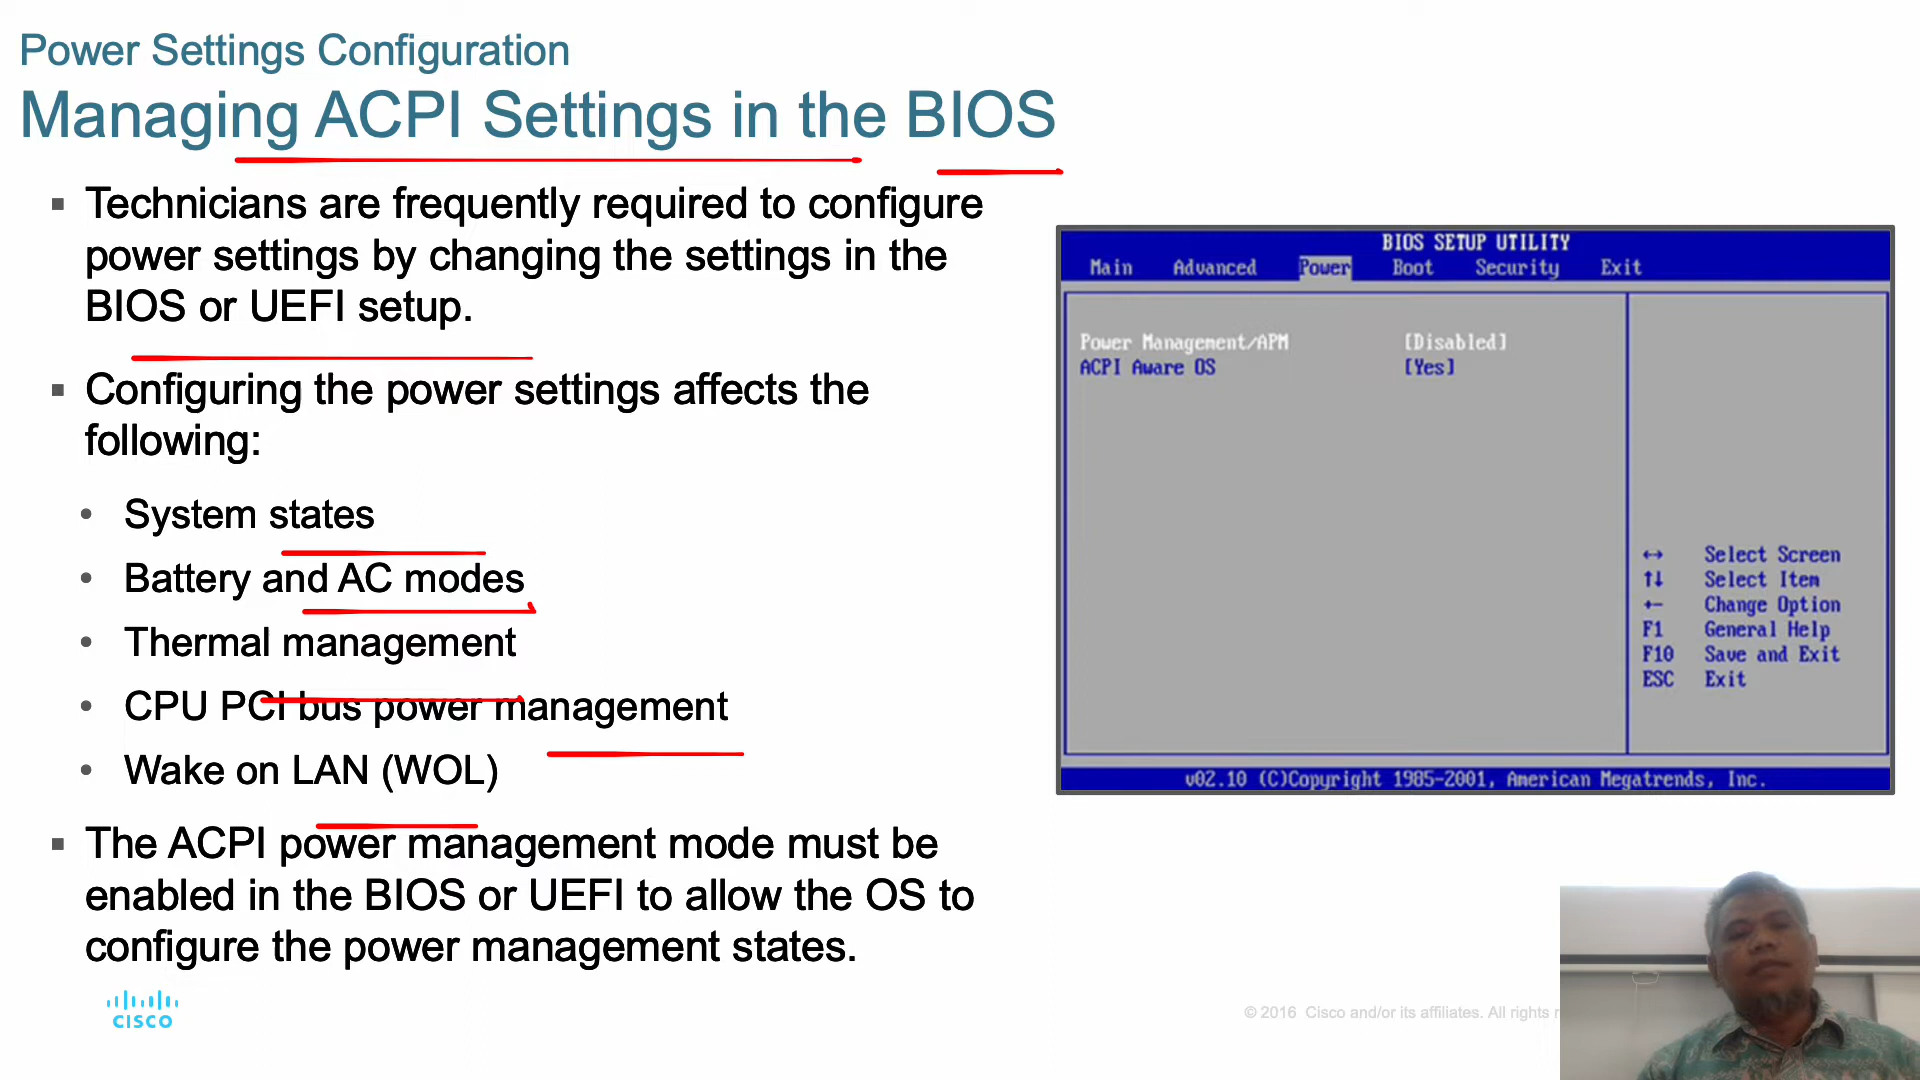 Power Settings Configuration
Managing ACPI Settings in the BIOS
▪ Technicians are frequently required to configure
power settings by changing the settings in the
BIOS or UEFI setup.
▪ Configuring the power settings affects the
following:
• System states
• Battery and AC modes
• Thermal management
• CPU PCI bus power management
• Wake on LAN (WOL)
▪ The ACPI power management mode must be
enabled in the BIOS or UEFI to allow the OS to
configure the power management states.
BIOS SETUP UTILITY
Main Advanced Power Boot Security Exit
Power Management/APM [Disabled]
ACPI Aware OS [Yes]
↔ Select Screen
↑↓ Select Item
+- Change Option
F1 General Help
F10 Save and Exit
ESC Exit
v02.10 (C)Copyright 1985-2001, American Megatrends, Inc.
CISCO
© 2016 Cisco and/or its affiliates. All rights